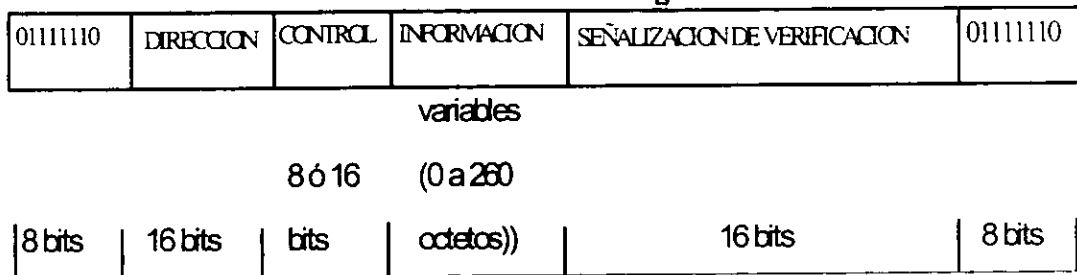 01111110 DIRECCION CONTROL INFORMACION SEÑALIZACION DE VERIFICACION 01111110
variables
8 ó 16 (0 a 260
8 bits 16 bits bits octetos)) 16 bits 8 bits